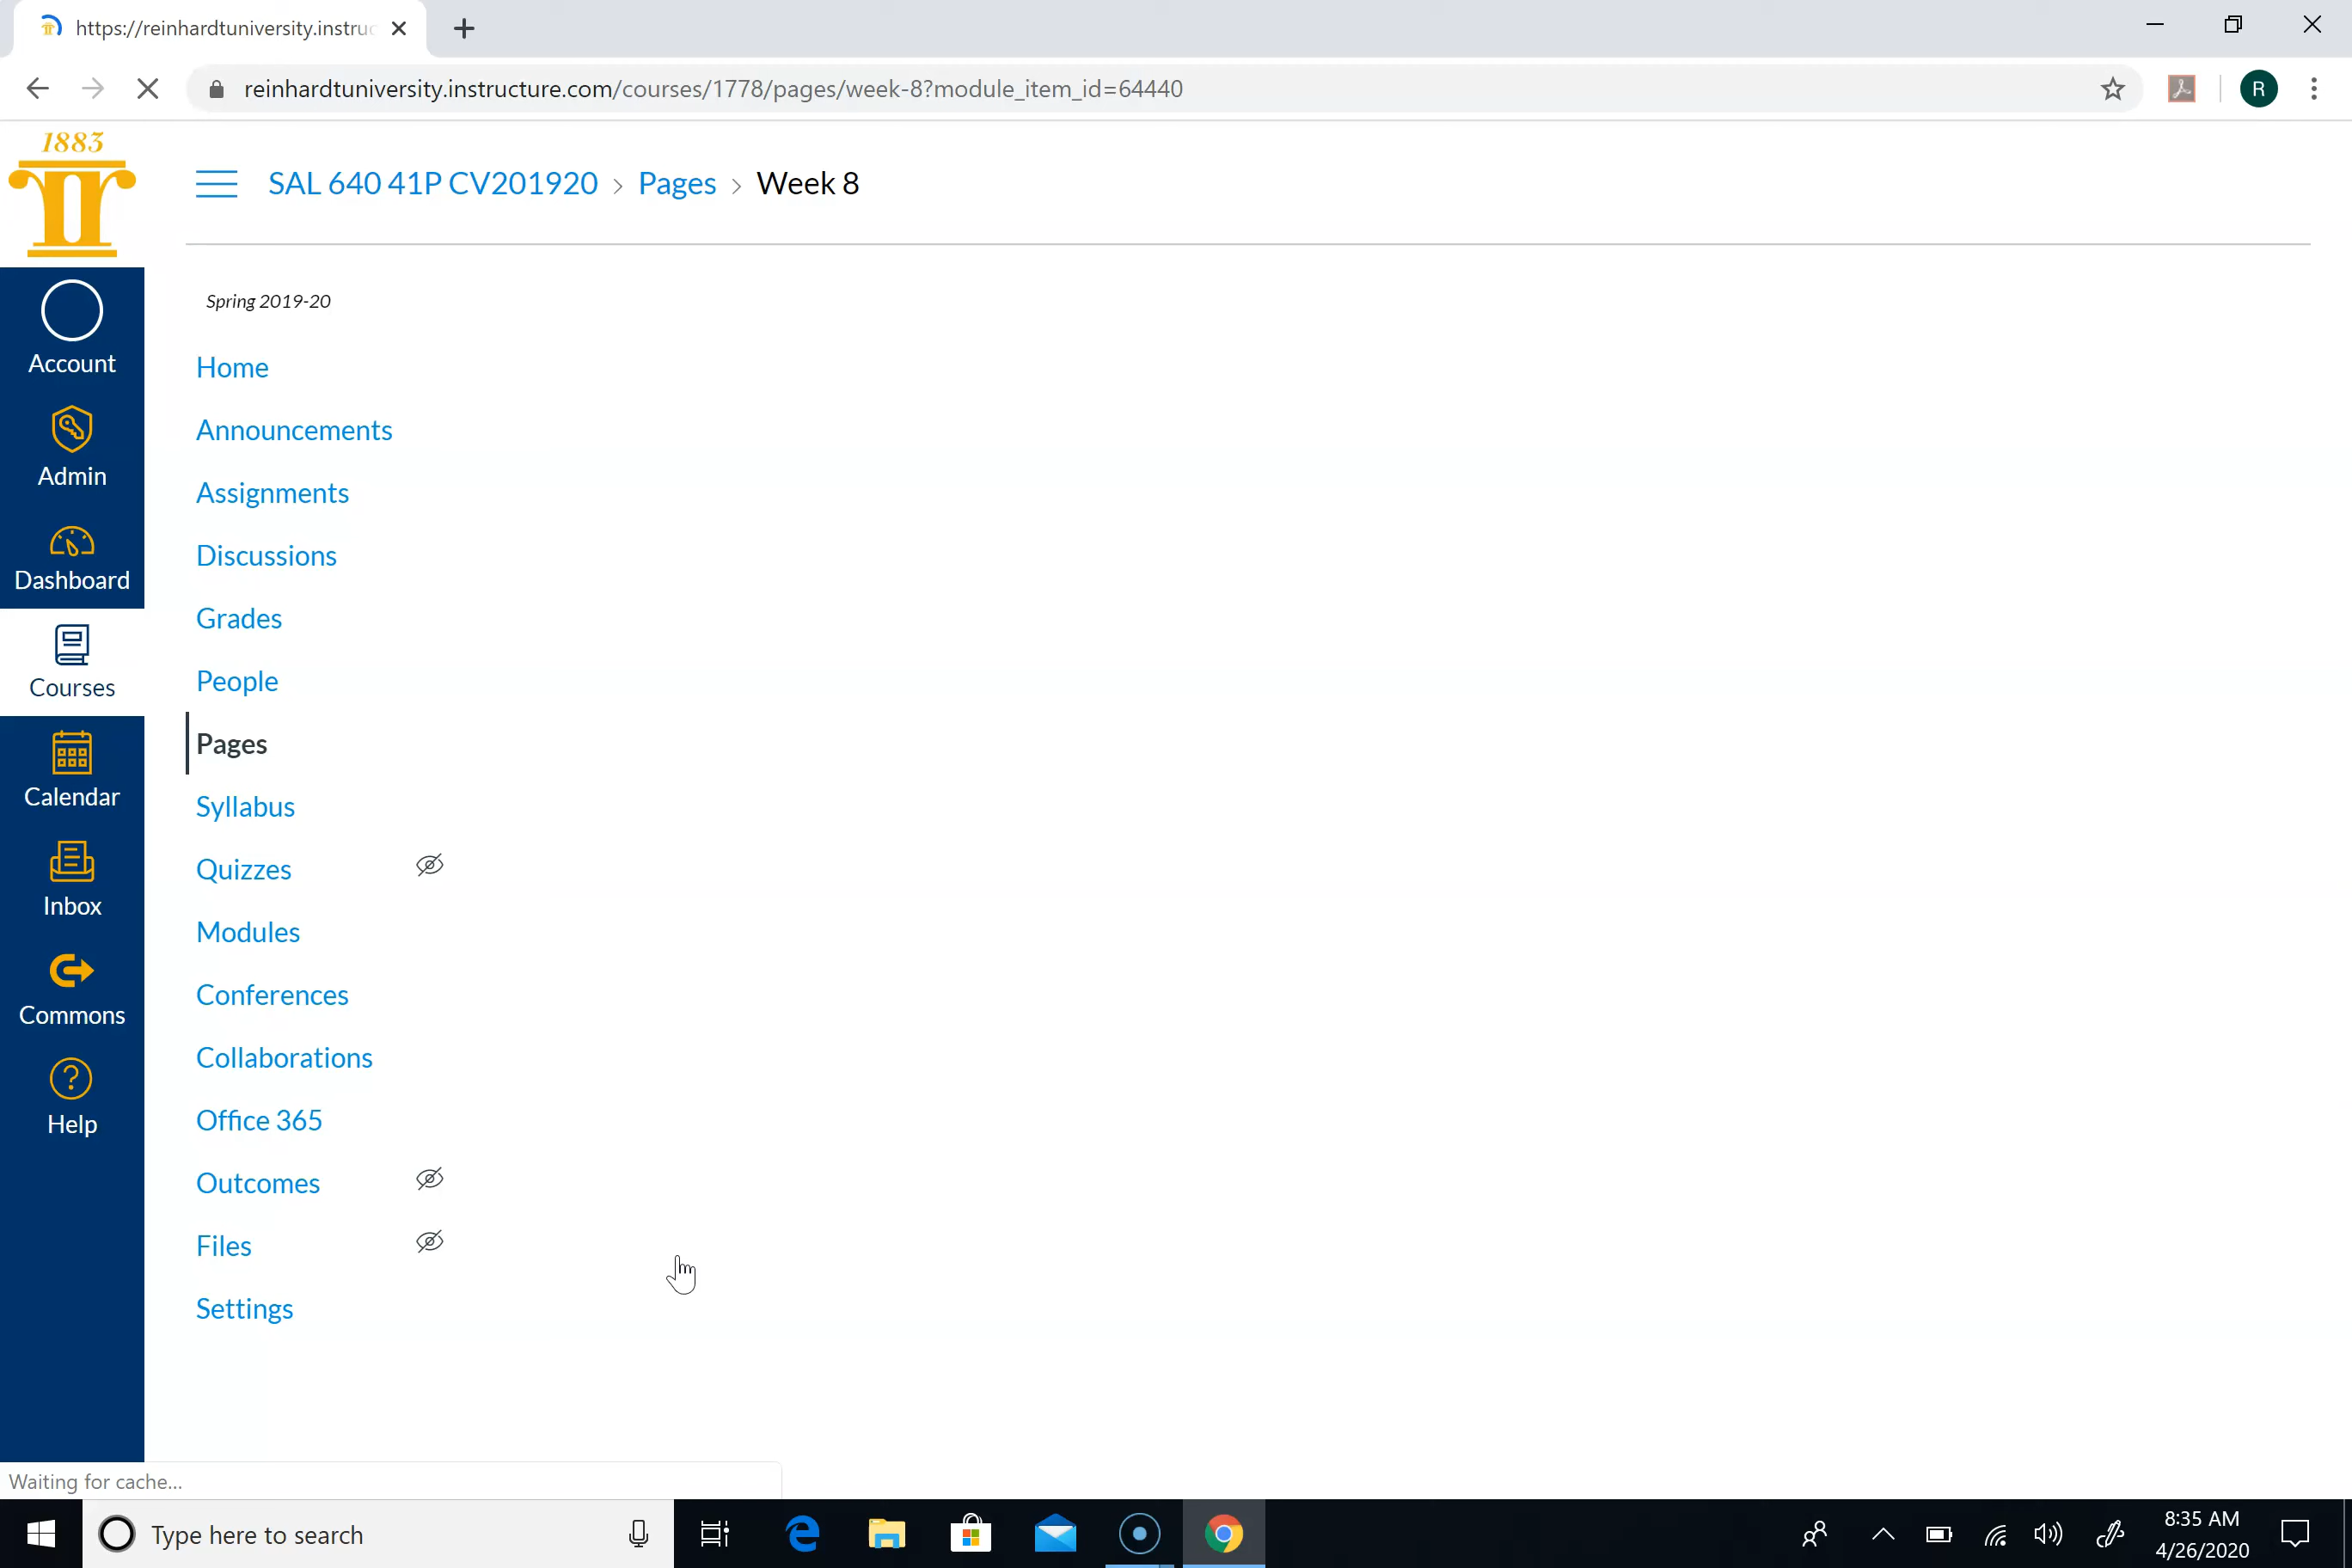 https://reinhardtuniversity.instruc
reinhardtuniversity.instructure.com/courses/1778/pages/week-8?module_item_id=64440
R
1883
SAL 640 41P CV201920 > Pages > Week 8
Spring 2019-20
Account
Admin
Dashboard
Courses
Calendar
Inbox
Commons
Help
Home
Announcements
Assignments
Discussions
Grades
People
Pages
Syllabus
Quizzes
Modules
Conferences
Collaborations
Office 365
Outcomes
Files
Settings
Waiting for cache...
Type here to search
8:35 AM
4/26/2020